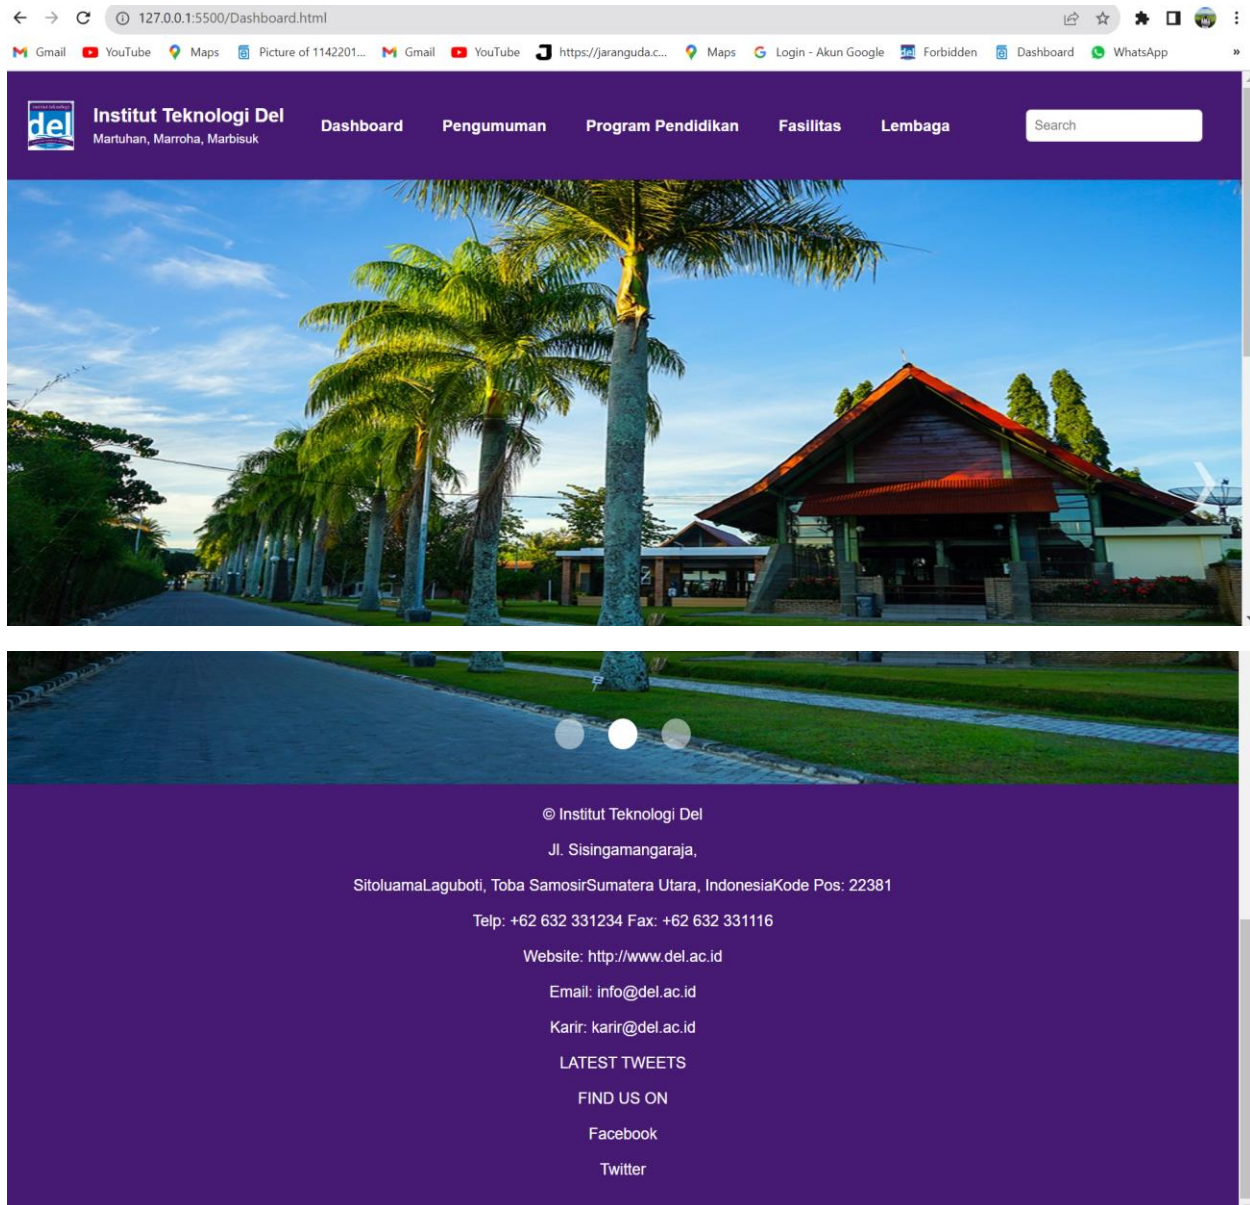 127.0.0.1:5500/Dashboard.html
Gmail YouTube Maps Picture of 1142201... Gmail YouTube https://jaranguda.c... Maps Login - Akun Google Forbidden Dashboard WhatsApp »
del
Institut Teknologi Del
Martuhan, Marroha, Marbisuk
Dashboard Pengumuman Program Pendidikan Fasilitas Lembaga Search
© Institut Teknologi Del
Jl. Sisingamangaraja,
SitoluamaLaguboti, Toba SamosirSumatera Utara, IndonesiaKode Pos: 22381
Telp: +62 632 331234 Fax: +62 632 331116
Website: http://www.del.ac.id
Email: info@del.ac.id
Karir: karir@del.ac.id
LATEST TWEETS
FIND US ON
Facebook
Twitter